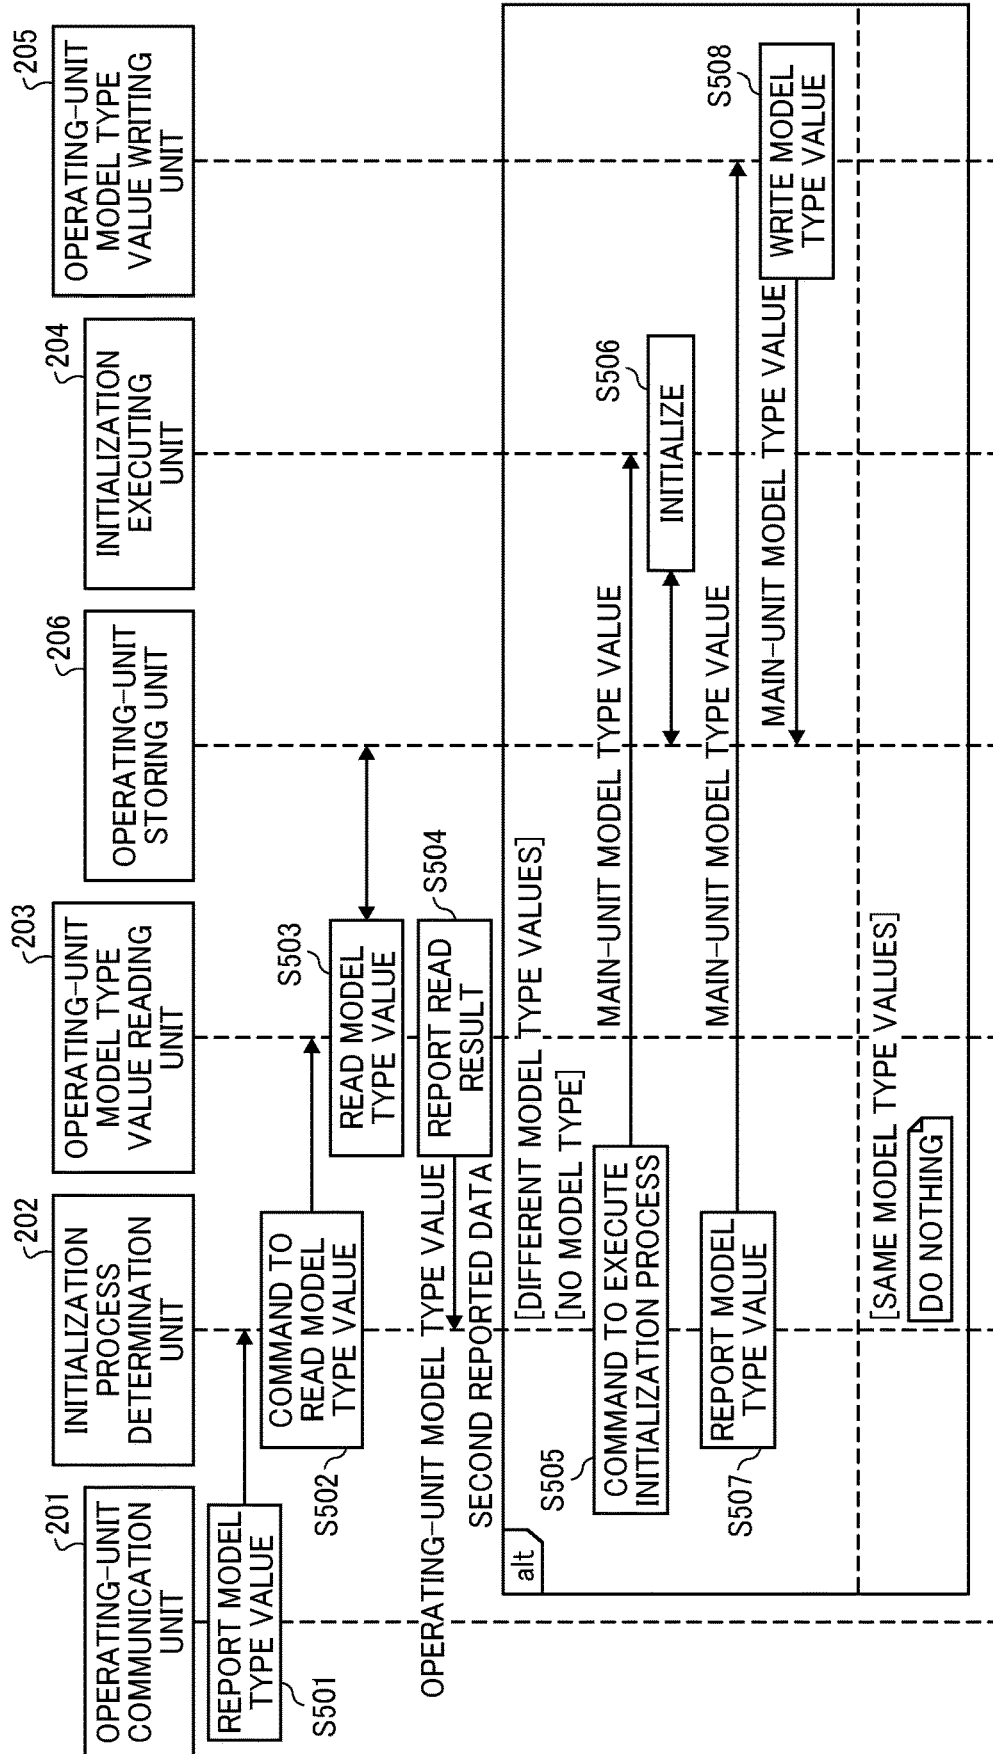 201
OPERATING-UNIT
COMMUNICATION
UNIT
202
INITIALIZATION
PROCESS
DETERMINATION
UNIT
203
OPERATING-UNIT
MODEL TYPE
VALUE READING
UNIT
206
OPERATING-UNIT
STORING UNIT
204
INITIALIZATION
EXECUTING
UNIT
205
OPERATING-UNIT
MODEL TYPE
VALUE WRITING
UNIT
REPORT MODEL
TYPE VALUE
S501
COMMAND TO
READ MODEL
TYPE VALUE
S502
S503
READ MODEL
TYPE VALUE
S504
REPORT READ
RESULT
OPERATING-UNIT MODEL TYPE VALUE
SECOND REPORTED DATA
alt
[DIFFERENT MODEL TYPE VALUES]
[NO MODEL TYPE]
S505
COMMAND TO EXECUTE
INITIALIZATION PROCESS
MAIN-UNIT MODEL TYPE VALUE
S506
INITIALIZE
REPORT MODEL
TYPE VALUE
S507
MAIN-UNIT MODEL TYPE VALUE
S508
WRITE MODEL
TYPE VALUE
MAIN-UNIT MODEL TYPE VALUE
[SAME MODEL TYPE VALUES]
DO NOTHING